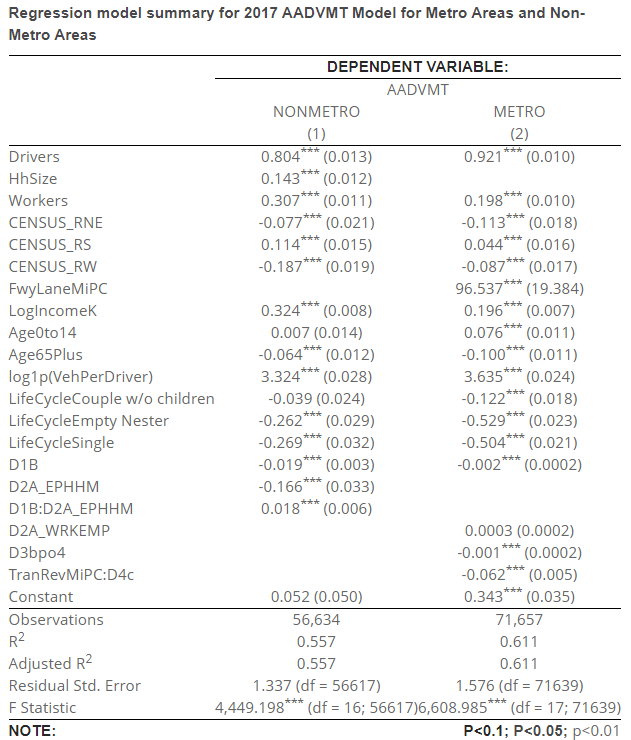 Regression model summary for 2017 AADVMT Model for Metro Areas and Non-
Metro Areas
DEPENDENT VARIABLE:
AADVMT
NONMETRO METRO
(1) (2)
Drivers 0.804*** (0.013) 0.921*** (0.010)
HhSize 0.143*** (0.012)
Workers 0.307*** (0.011) 0.198*** (0.010)
CENSUS_RNE -0.077*** (0.021) -0.113*** (0.018)
CENSUS_RS 0.114*** (0.015) 0.044*** (0.016)
CENSUS_RW -0.187*** (0.019) -0.087*** (0.017)
FwyLaneMiPC 96.537*** (19.384)
LogIncomeK 0.324*** (0.008) 0.196*** (0.007)
Age0to14 0.007 (0.014) 0.076*** (0.011)
Age65Plus -0.064*** (0.012) -0.100*** (0.011)
log1p(VehPerDriver) 3.324*** (0.028) 3.635*** (0.024)
LifeCycleCouple w/o children -0.039 (0.024) -0.122*** (0.018)
LifeCycleEmpty Nester -0.262*** (0.029) -0.529*** (0.023)
LifeCycleSingle -0.269*** (0.032) -0.504*** (0.021)
D1B -0.019*** (0.003) -0.002*** (0.0002)
D2A_EPHHM -0.166*** (0.033)
D1B:D2A_EPHHM 0.018*** (0.006)
D2A_WRKEMP 0.0003 (0.0002)
D3bpo4 -0.001*** (0.0002)
TranRevMiPC:D4c -0.062*** (0.005)
Constant 0.052 (0.050) 0.343*** (0.035)
Observations 56,634 71,657
R2 0.557 0.611
Adjusted R2 0.557 0.611
Residual Std. Error 1.337 (df = 56617) 1.576 (df = 71639)
F Statistic 4,449.198*** (df = 16; 56617) 6,608.985*** (df = 17; 71639)
NOTE: P<0.1; P<0.05; p<0.01